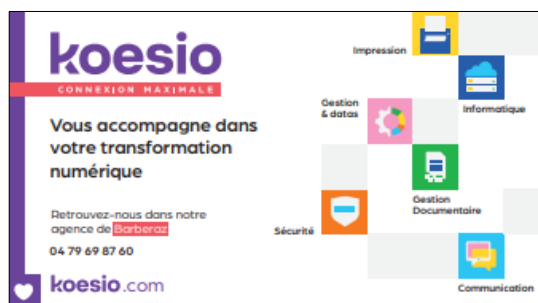 koesio
CONNEXION MAXIMALE
Vous accompagne dans
votre transformation
numérique
Retrouvez-nous dans notre
agence de Barberaz
04 79 69 87 60
koesio.com
Impression
Informatique
Gestion
& datas
Gestion
Documentaire
Sécurité
Communication